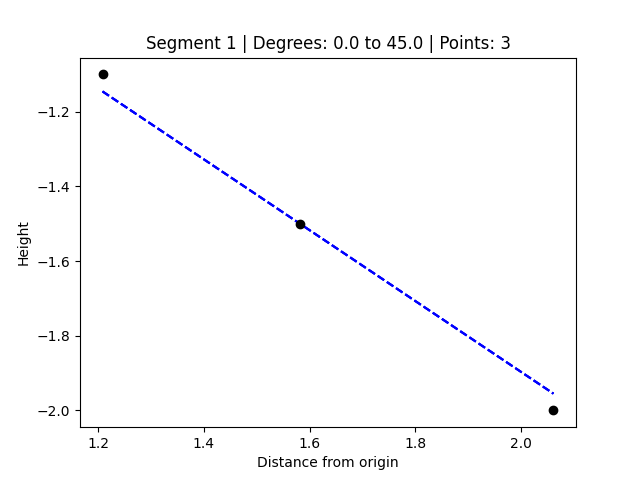 Segment 1 | Degrees: 0.0 to 45.0 | Points: 3
−1.2
−1.4
−1.6
−1.8
−2.0
Height
1.2 1.4 1.6 1.8 2.0
Distance from origin